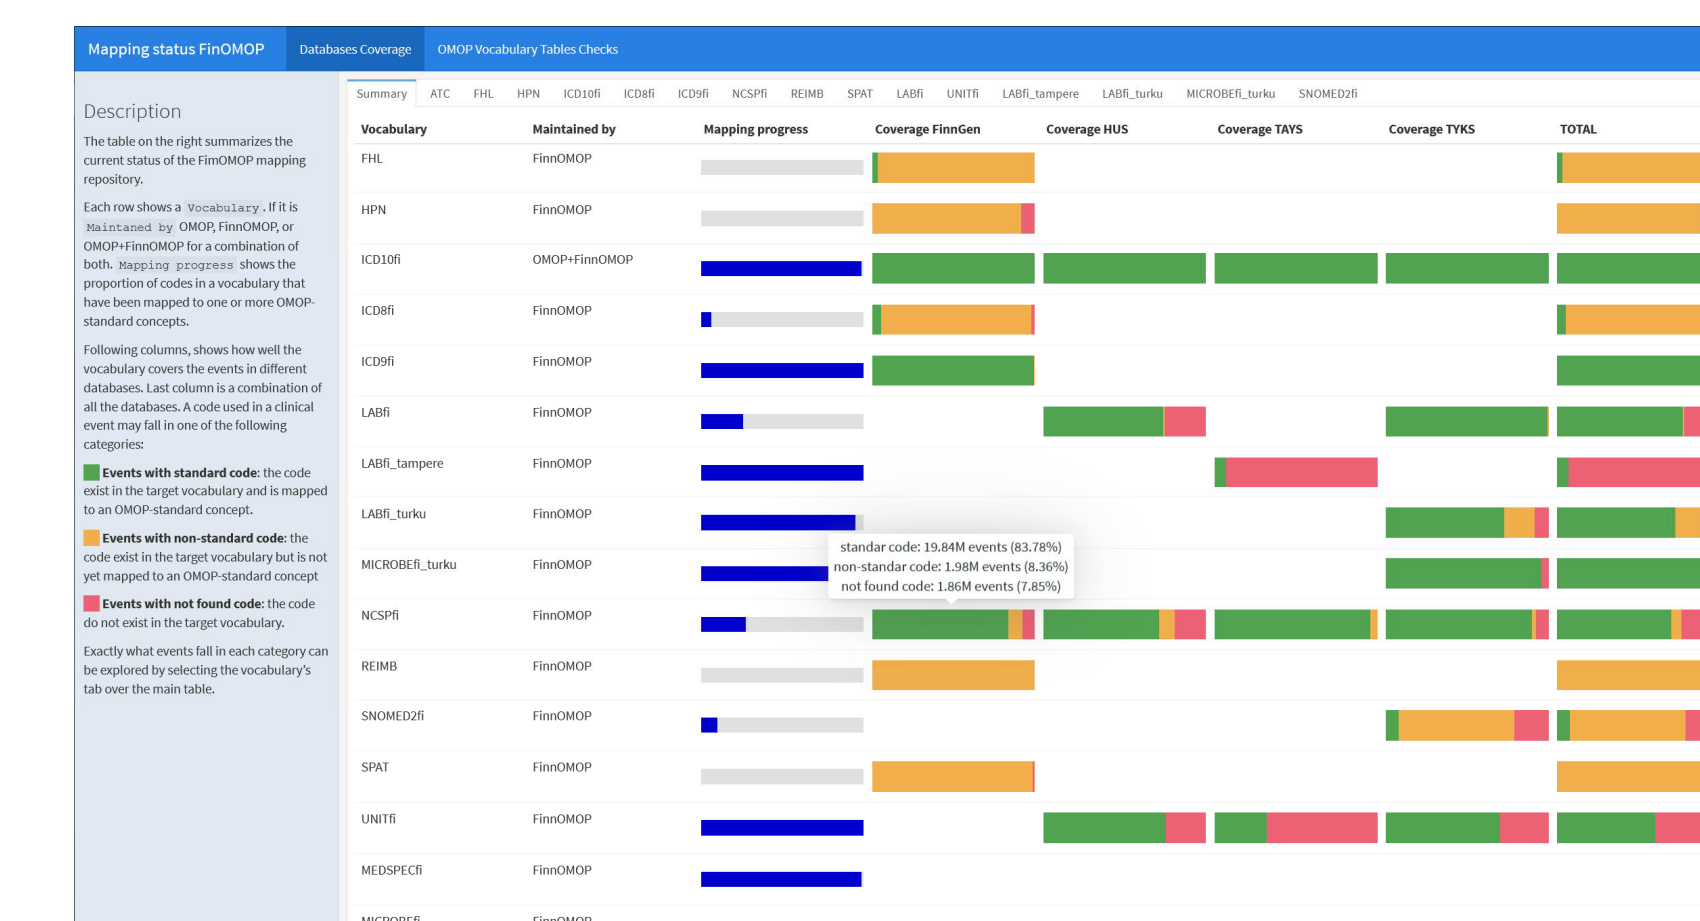 Mapping status FinOMOP Databases Coverage OMOP Vocabulary Tables Checks
Description
The table on the right summarizes the
current status of the FimOMOP mapping
repository.
Each row shows a Vocabulary. If it is
Maintaned by OMOP, FinnOMOP, or
OMOP+FinnOMOP for a combination of
both. Mapping progress shows the
proportion of codes in a vocabulary that
have been mapped to one or more OMOP-
standard concepts.
Following columns, shows how well the
vocabulary covers the events in different
databases. Last column is a combination of
all the databases. A code used in a clinical
event may fall in one of the following
categories:
Events with standard code: the code
exist in the target vocabulary and is mapped
to an OMOP-standard concept.
Events with non-standard code: the
code exist in the target vocabulary but is not
yet mapped to an OMOP-standard concept
Events with not found code: the code
do not exist in the target vocabulary.
Exactly what events fall in each category can
be explored by selecting the vocabulary's
tab over the main table.
Summary ATC FHL HPN ICD10fi ICD8fi ICD9fi NCSPfi REIMB SPAT LABfi UNITfi LABfi_tampere LABfi_turku MICROBEfi_turku SNOMED2fi
Vocabulary Maintained by Mapping progress Coverage FinnGen Coverage HUS Coverage TAYS Coverage TYKS TOTAL
FHL FinnOMOP
HPN FinnOMOP
ICD10fi OMOP+FinnOMOP
ICD8fi FinnOMOP
ICD9fi FinnOMOP
LABfi FinnOMOP
LABfi_tampere FinnOMOP
LABfi_turku FinnOMOP
standar code: 19.84M events (83.78%)
MICROBEfi_turku FinnOMOP non-standar code: 1.98M events (8.36%)
not found code: 1.86M events (7.85%)
NCSPfi FinnOMOP
REIMB FinnOMOP
SNOMED2fi FinnOMOP
SPAT FinnOMOP
UNITfi FinnOMOP
MEDSPECfi FinnOMOP
MICROBEfi FinnOMOP